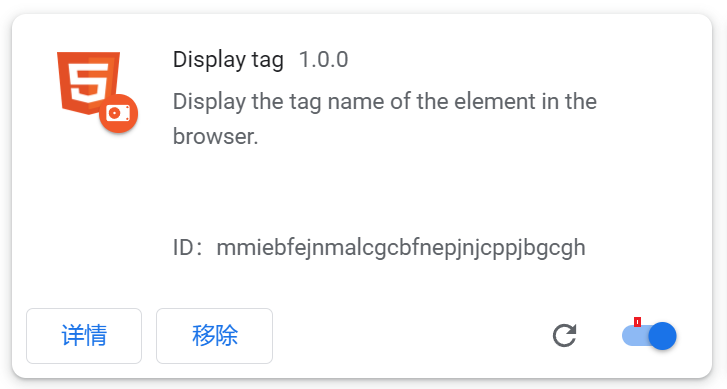 Display tag 1.0.0
Display the tag name of the element in the
browser.
ID：mmiebfejnmalcgcbfnepjnjcppjbgcgh
详情 移除